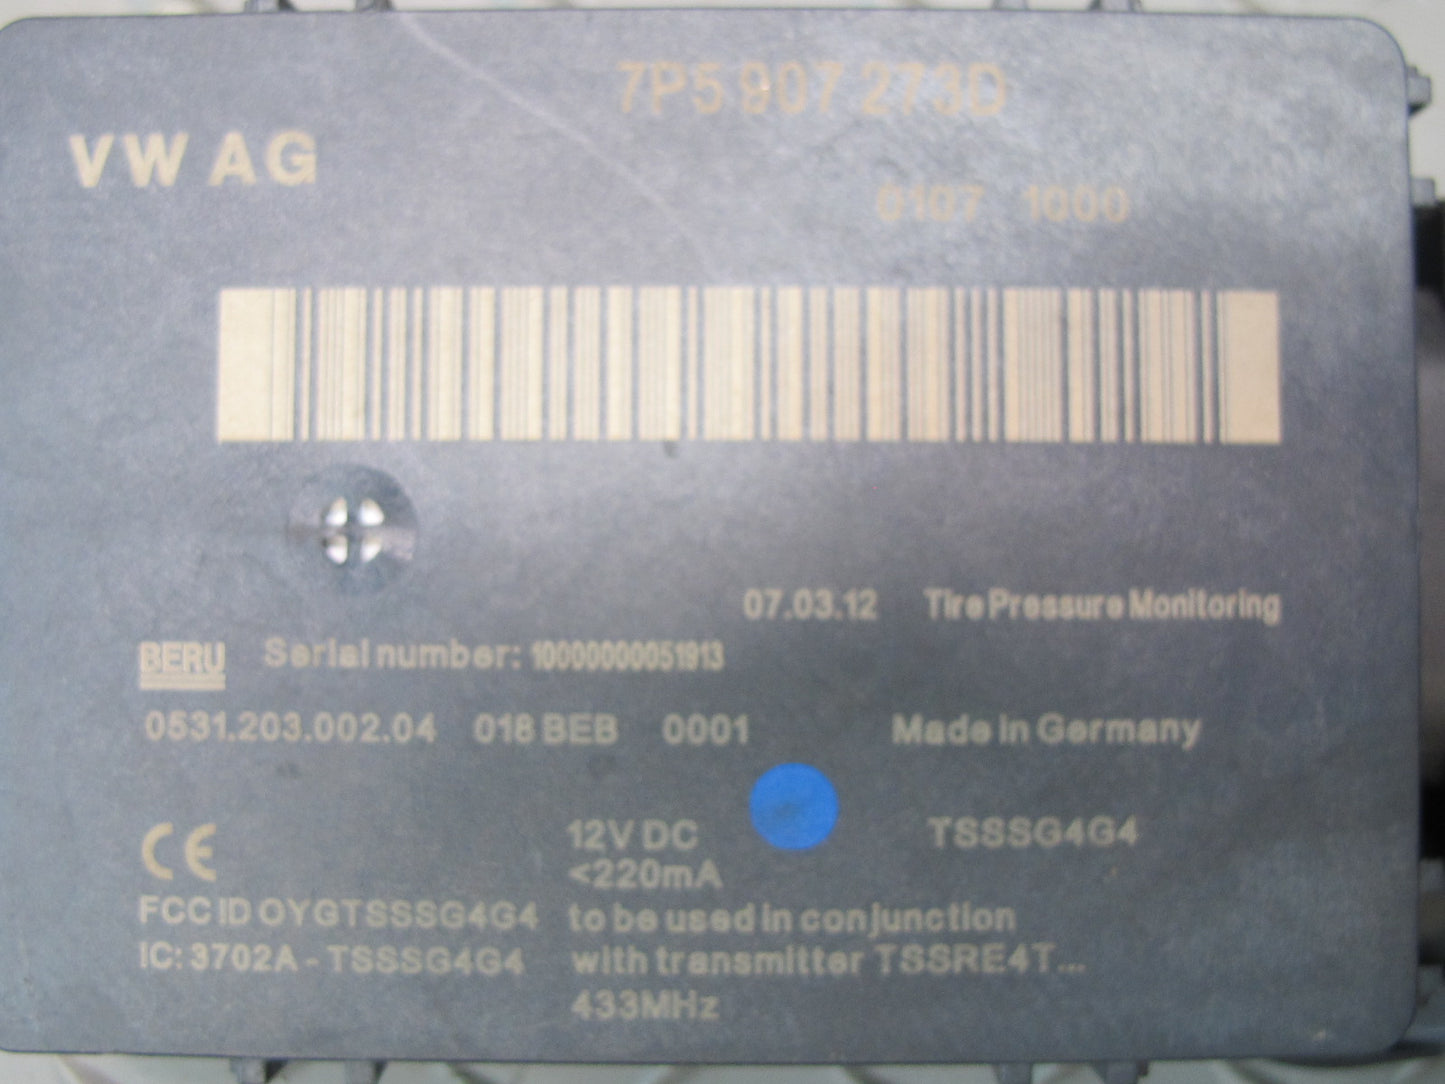 7P5 907 273D
VW AG
0107 1000
07.03.12 Tire Pressure Monitoring
BERU Serial number: 10000000051913
0531.203.002.04 018 BEB 0001 Made in Germany
CE 12V DC TSSSG4G4
<220mA
FCC ID OYGTSSSG4G4 to be used in conjunction
IC: 3702A - TSSSG4G4 with transmitter TSSRE4T...
433MHz